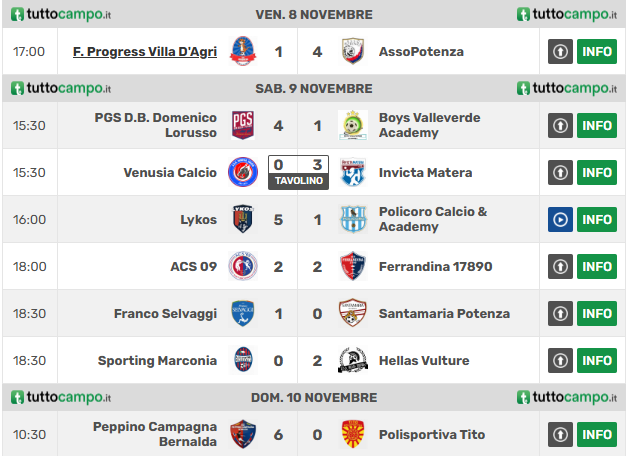 tuttocampo.it VEN. 8 NOVEMBRE tuttocampo.it
17:00 F. Progress Villa D'Agri 1 4 AssoPotenza INFO
tuttocampo.it SAB. 9 NOVEMBRE tuttocampo.it
15:30 PGS D.B. Domenico Lorusso PGS 4 1 Boys Valleverde Academy INFO
15:30 Venusia Calcio 0 3 Invicta Matera INFO
TAVOLINO
16:00 Lykos LYKOS 5 1 Policoro Calcio & Academy INFO
18:00 ACS 09 2 2 Ferrandina 17890 INFO
18:30 Franco Selvaggi SELVAGGI 1 0 SANTAMARIA Santamaria Potenza INFO
18:30 Sporting Marconia 0 2 Hellas Vulture INFO
tuttocampo.it DOM. 10 NOVEMBRE tuttocampo.it
10:30 Peppino Campagna Bernalda 6 0 Polisportiva Tito INFO